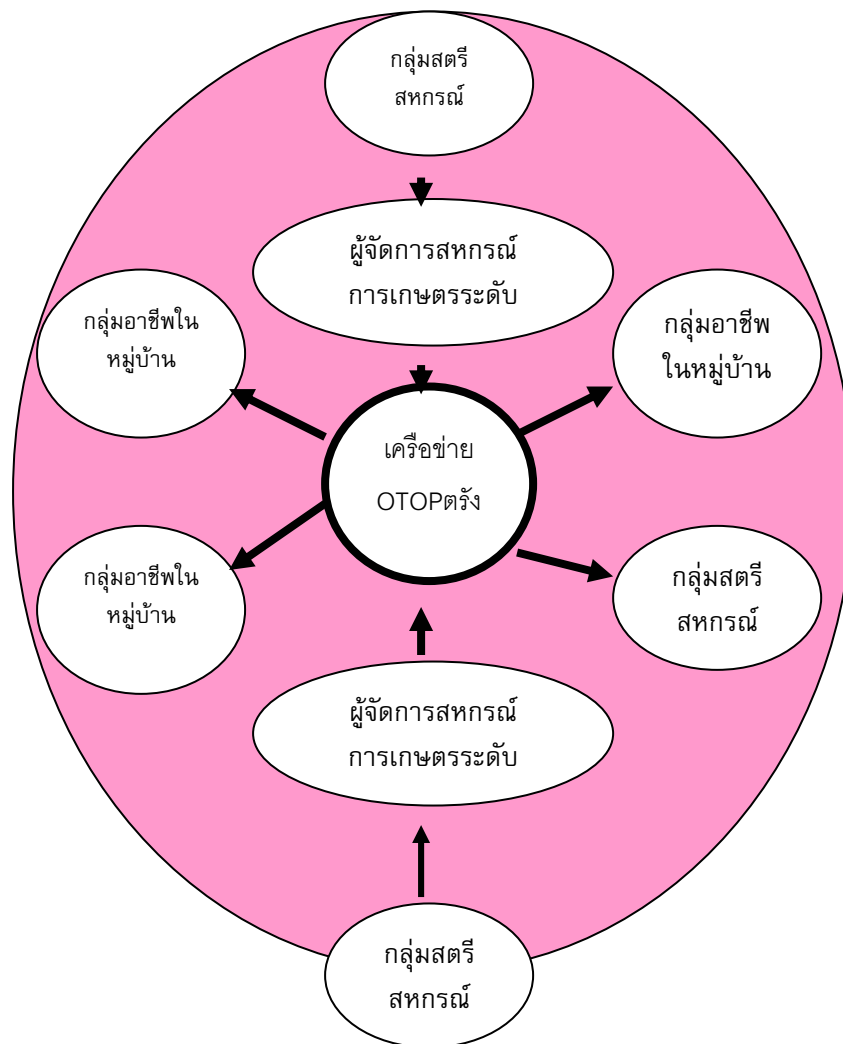 กลุ่มสตรี
สหกรณ์
ผู้จัดการสหกรณ์
การเกษตรระดับ
กลุ่มอาชีพใน
หมู่บ้าน
กลุ่มอาชีพ
ในหมู่บ้าน
เครือข่าย
OTOPตรัง
กลุ่มอาชีพใน
หมู่บ้าน
กลุ่มสตรี
สหกรณ์
ผู้จัดการสหกรณ์
การเกษตรระดับ
กลุ่มสตรี
สหกรณ์